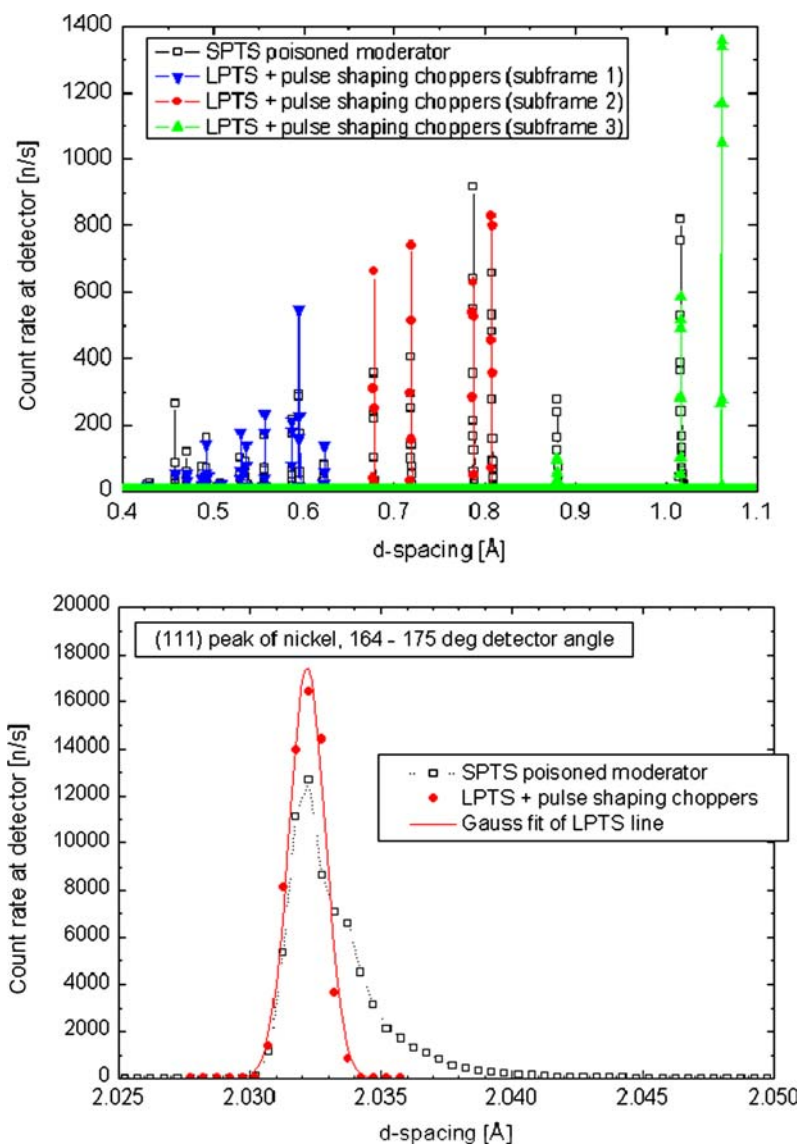 1400
1200
1000
800
600
400
200
0
Count rate at detector [n/s]
SPTS poisoned moderator
LPTS + pulse shaping choppers (subframe 1)
LPTS + pulse shaping choppers (subframe 2)
LPTS + pulse shaping choppers (subframe 3)
0.4 0.5 0.6 0.7 0.8 0.9 1.0 1.1
d-spacing [Å]
20000
18000
16000
14000
12000
10000
8000
6000
4000
2000
0
Count rate at detector [n/s]
(111) peak of nickel, 164 - 175 deg detector angle
SPTS poisoned moderator
LPTS + pulse shaping choppers
Gauss fit of LPTS line
2.025 2.030 2.035 2.040 2.045 2.050
d-spacing [Å]